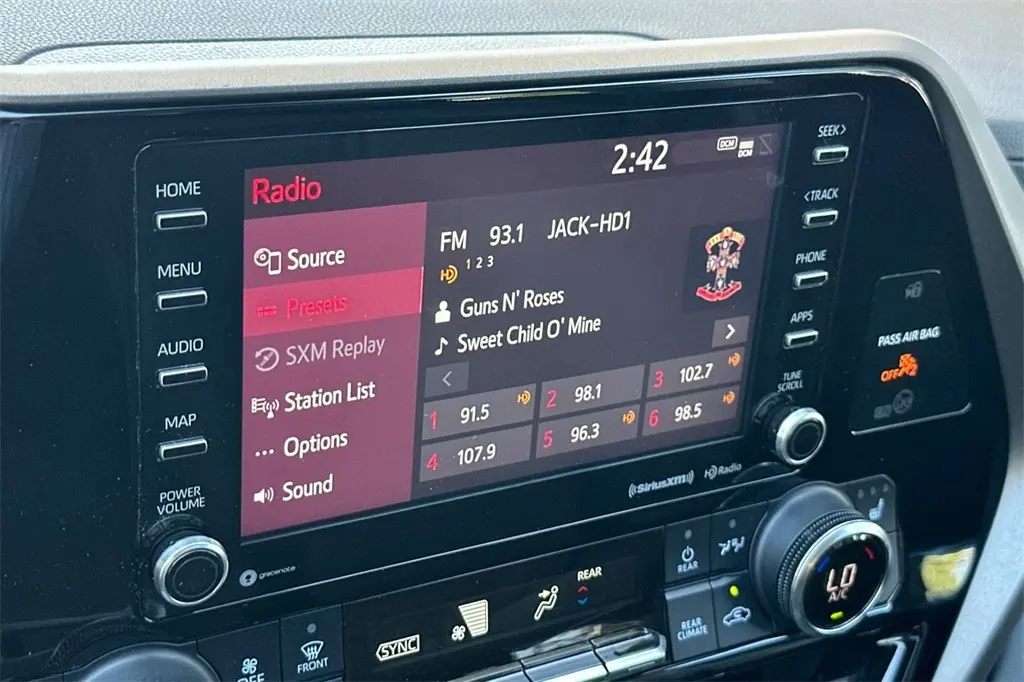 HOME
MENU
AUDIO
MAP
POWER
VOLUME
Radio
2:42
DCM
DCM
Source
Presets
SXM Replay
Station List
... Options
Sound
FM 93.1 JACK-HD1
1 2 3
Guns N' Roses
Sweet Child O' Mine
<
>
1 91.5
2 98.1
3 102.7
4 107.9
5 96.3
6 98.5
SEEK>
<TRACK
PHONE
APPS
TUNE
SCROLL
PASS AIR BAG
OFF
SiriusXM
HD Radio
gracenote
OFF
FRONT
SYNC
REAR
REAR
REAR
CLIMATE
LO
A/C